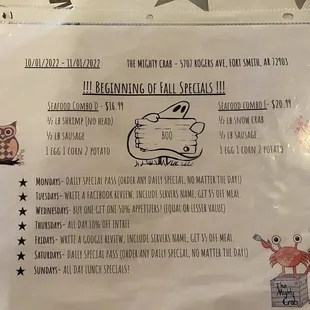 10/01/2022 - 11/01/2022 THE MIGHTY CRAB - 5707 ROGERS AVE, FORT SMITH, AR 72903
!!! BEGINNING OF FALL SPECIALS !!!
SEAFOOD COMBO D - $16.99
½ LB SHRIMP (NO HEAD)
½ LB SAUSAGE
1 EGG 1 CORN 2 POTATO
BOO
SEAFOOD COMBO E - $20.99
½ LB SNOW CRAB
½ LB SAUSAGE
1 EGG 1 CORN 2 POTATO
★ MONDAYS- DAILY SPECIAL PASS (ORDER ANY DAILY SPECIAL, NO MATTER THE DAY!)
★ TUESDAYS- WRITE A FACEBOOK REVIEW, INCLUDE SERVERS NAME, GET $5 OFF MEAL.
★ WEDNESDAYS- BUY ONE GET ONE 50% APPETIZERS! (EQUAL OR LESSER VALUE)
★ THURSDAYS- ALL DAY 10% OFF ENTREE
★ FRIDAYS- WRITE A GOOGLE REVIEW, INCLUDE SERVERS NAME, GET $5 OFF MEAL
★ SATURDAYS- DAILY SPECIAL PASS (ORDER ANY DAILY SPECIAL, NO MATTER THE DAY!)
★ SUNDAYS- ALL DAY LUNCH SPECIALS!
The
Mighty
Crab